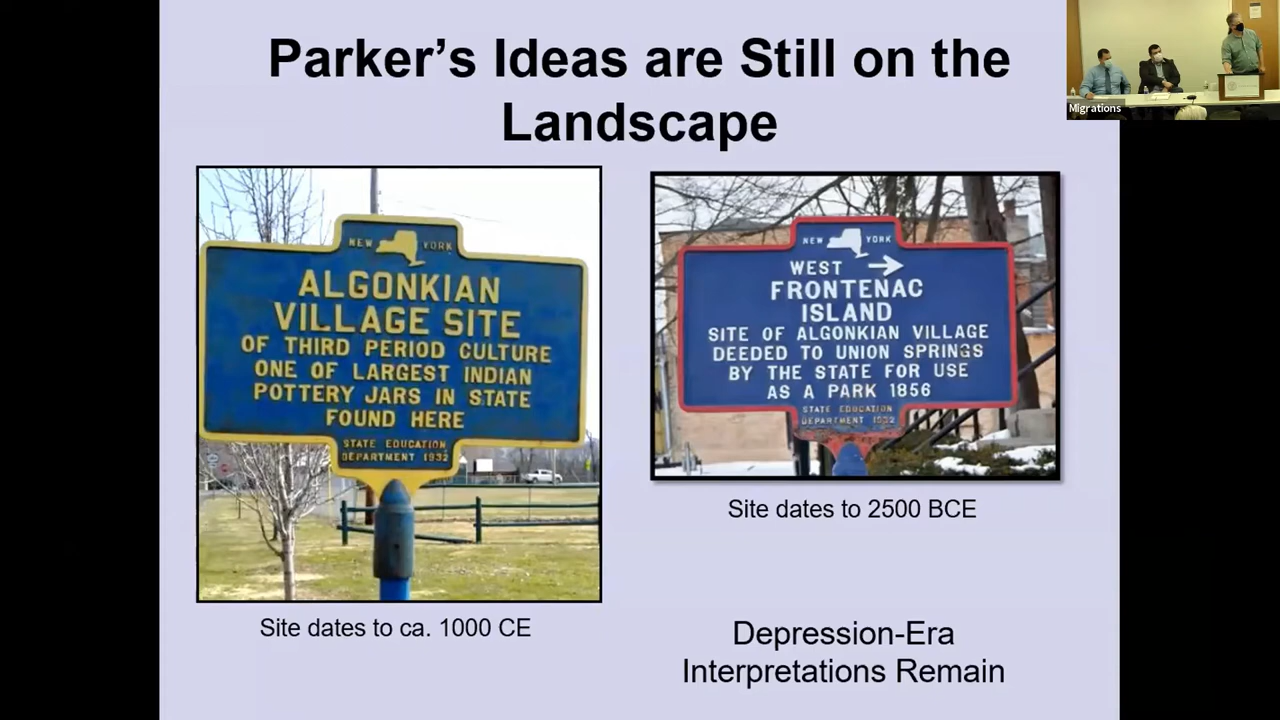 Parker's Ideas are Still on the
Landscape
Migrations
NEW YORK
ALGONKIAN
VILLAGE SITE
OF THIRD PERIOD CULTURE
ONE OF LARGEST INDIAN
POTTERY JARS IN STATE
FOUND HERE
STATE EDUCATION
DEPARTMENT 1932
Site dates to ca. 1000 CE
NEW YORK
WEST →
FRONTENAC
ISLAND
SITE OF ALGONKIAN VILLAGE
DEEDED TO UNION SPRINGS
BY THE STATE FOR USE
AS A PARK 1856
STATE EDUCATION
DEPARTMENT 1932
Site dates to 2500 BCE
Depression-Era
Interpretations Remain